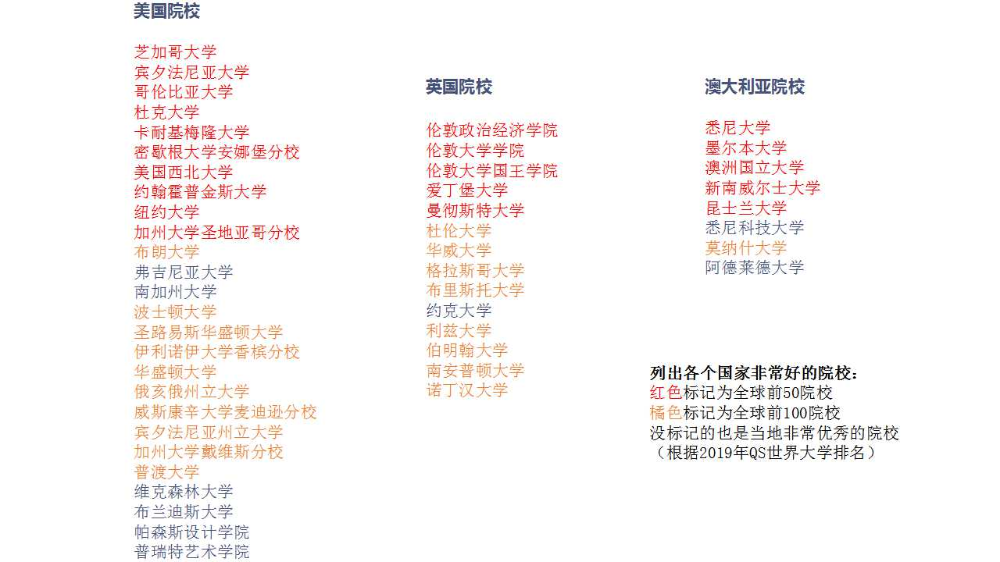 美国院校
芝加哥大学
宾夕法尼亚大学
哥伦比亚大学
杜克大学
卡耐基梅隆大学
密歇根大学安娜堡分校
美国西北大学
约翰霍普金斯大学
纽约大学
加州大学圣地亚哥分校
布朗大学
弗吉尼亚大学
南加州大学
波士顿大学
圣路易斯华盛顿大学
伊利诺伊大学香槟分校
华盛顿大学
俄亥俄州立大学
威斯康辛大学麦迪逊分校
宾夕法尼亚州立大学
加州大学戴维斯分校
普渡大学
维克森林大学
布兰迪斯大学
帕森斯设计学院
普瑞特艺术学院
英国院校
伦敦政治经济学院
伦敦大学学院
伦敦大学国王学院
爱丁堡大学
曼彻斯特大学
杜伦大学
华威大学
格拉斯哥大学
布里斯托大学
约克大学
利兹大学
伯明翰大学
南安普顿大学
诺丁汉大学
澳大利亚院校
悉尼大学
墨尔本大学
澳洲国立大学
新南威尔士大学
昆士兰大学
悉尼科技大学
莫纳什大学
阿德莱德大学
列出各个国家非常好的院校：
红色标记为全球前50院校
橘色标记为全球前100院校
没标记的也是当地非常优秀的院校
（根据2019年QS世界大学排名）